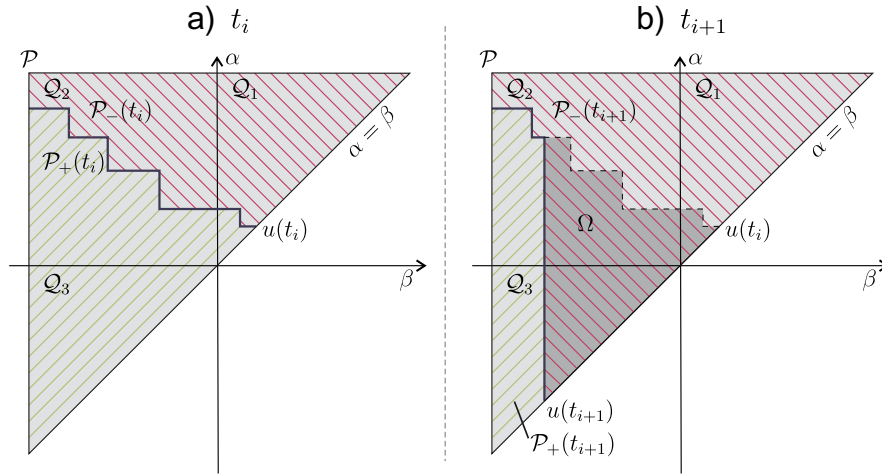 a) $t_i$
$\mathcal{P}$
$\alpha$
$\mathcal{Q}_2$
$\mathcal{Q}_1$
$\mathcal{P}_-(t_i)$
$\alpha = \beta$
$\mathcal{P}_+(t_i)$
$u(t_i)$
$\mathcal{Q}_3$
$\beta$
b) $t_{i+1}$
$\mathcal{P}$
$\alpha$
$\mathcal{Q}_2$
$\mathcal{Q}_1$
$\mathcal{P}_-(t_{i+1})$
$\alpha = \beta$
$\Omega$
$u(t_i)$
$\mathcal{Q}_3$
$\beta$
$u(t_{i+1})$
$\mathcal{P}_+(t_{i+1})$